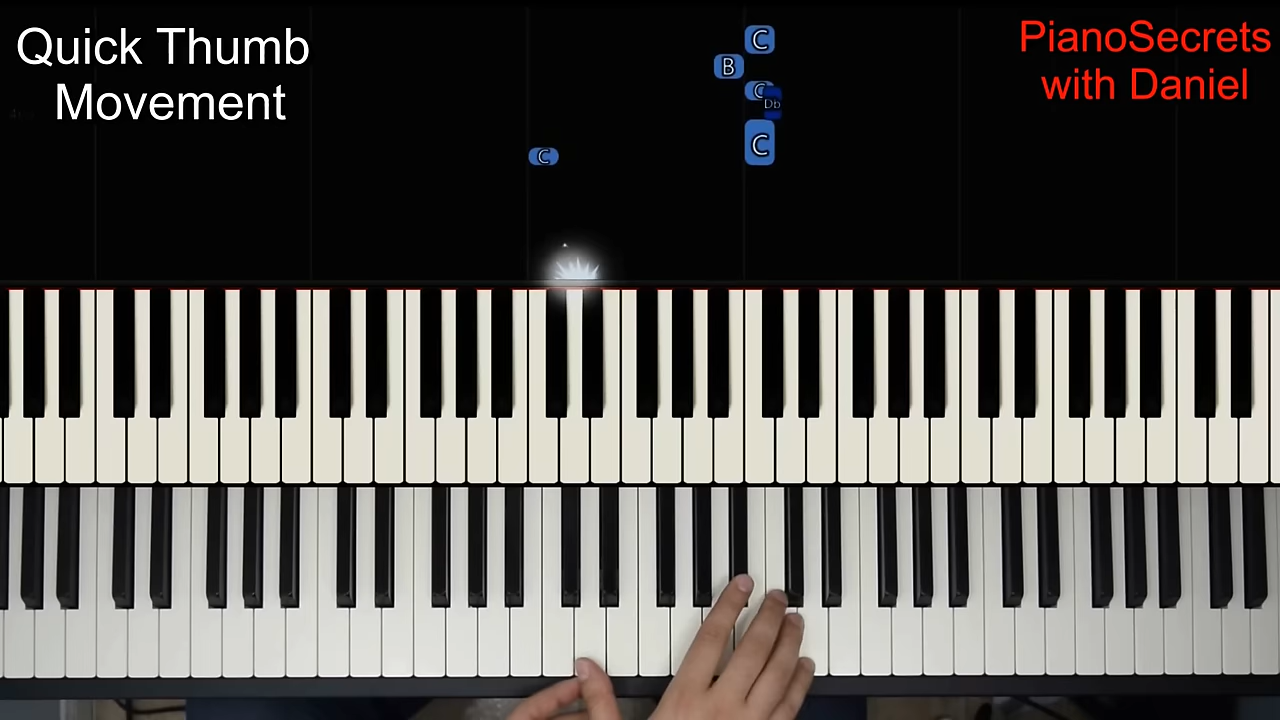 Quick Thumb
Movement
PianoSecrets
with Daniel
C
B
C
Db
C
C